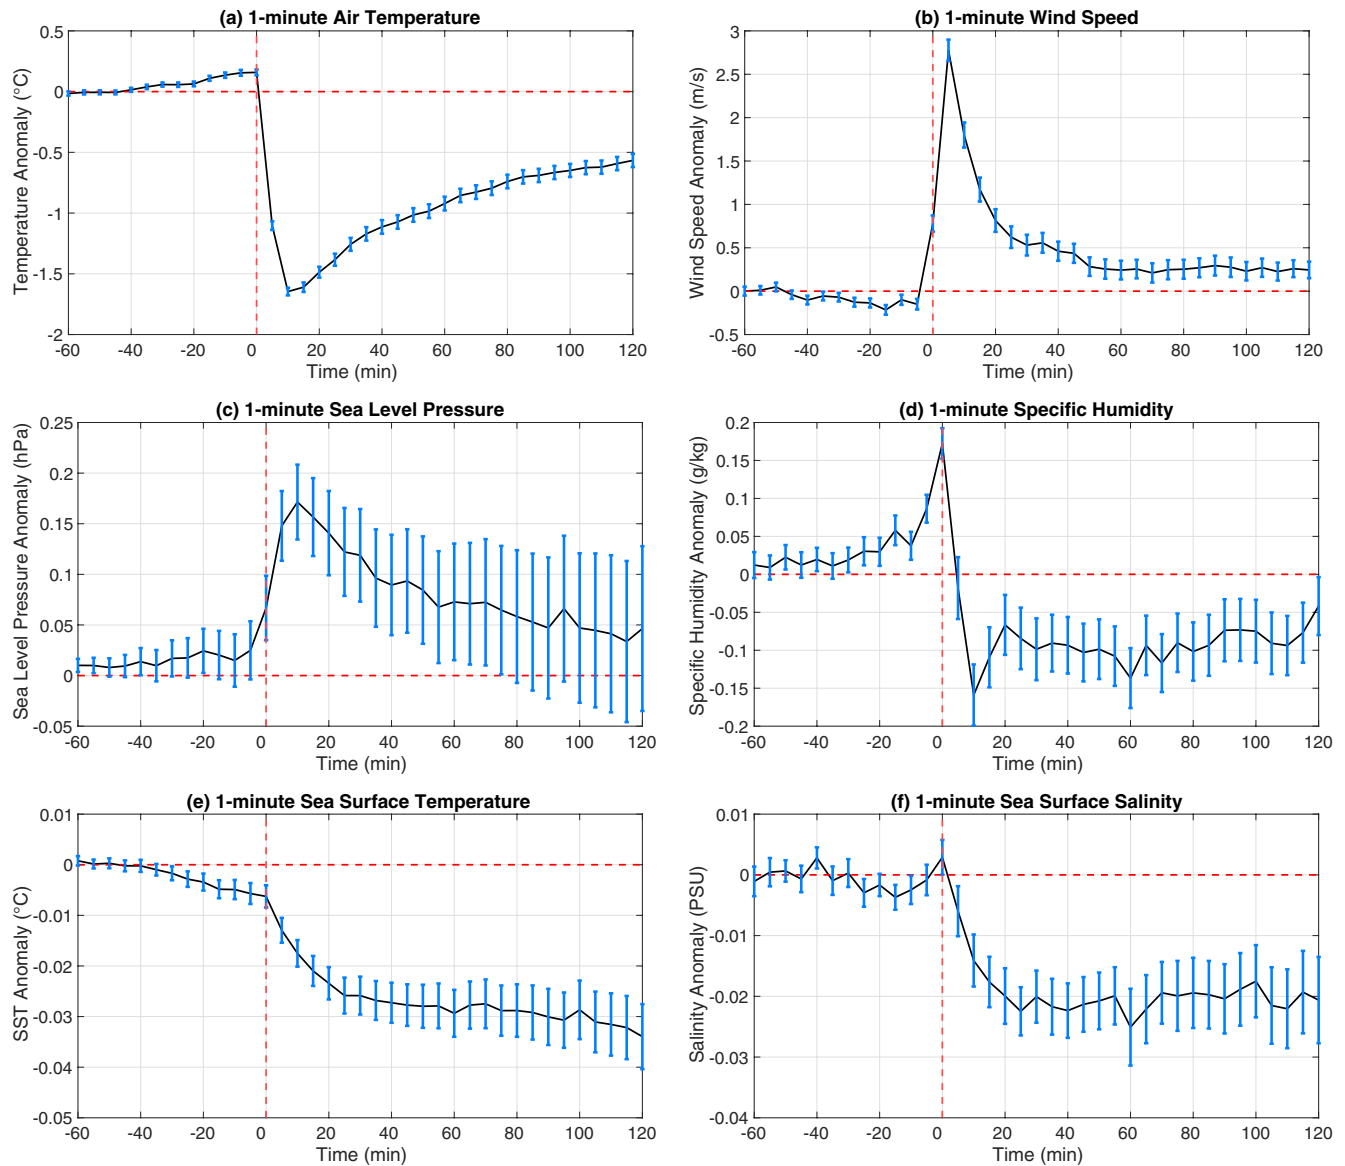 (a) 1-minute Air Temperature
Temperature Anomaly (°C)
0.5
0
-0.5
-1
-1.5
-2
-60 -40 -20 0 20 40 60 80 100 120
Time (min)
(b) 1-minute Wind Speed
Wind Speed Anomaly (m/s)
3
2.5
2
1.5
1
0.5
0
-0.5
-60 -40 -20 0 20 40 60 80 100 120
Time (min)
(c) 1-minute Sea Level Pressure
Sea Level Pressure Anomaly (hPa)
0.25
0.2
0.15
0.1
0.05
0
-0.05
-60 -40 -20 0 20 40 60 80 100 120
Time (min)
(d) 1-minute Specific Humidity
Specific Humidity Anomaly (g/kg)
0.2
0.15
0.1
0.05
0
-0.05
-0.1
-0.15
-0.2
-60 -40 -20 0 20 40 60 80 100 120
Time (min)
(e) 1-minute Sea Surface Temperature
SST Anomaly (°C)
0.01
0
-0.01
-0.02
-0.03
-0.04
-0.05
-60 -40 -20 0 20 40 60 80 100 120
Time (min)
(f) 1-minute Sea Surface Salinity
Salinity Anomaly (PSU)
0.01
0
-0.01
-0.02
-0.03
-0.04
-60 -40 -20 0 20 40 60 80 100 120
Time (min)